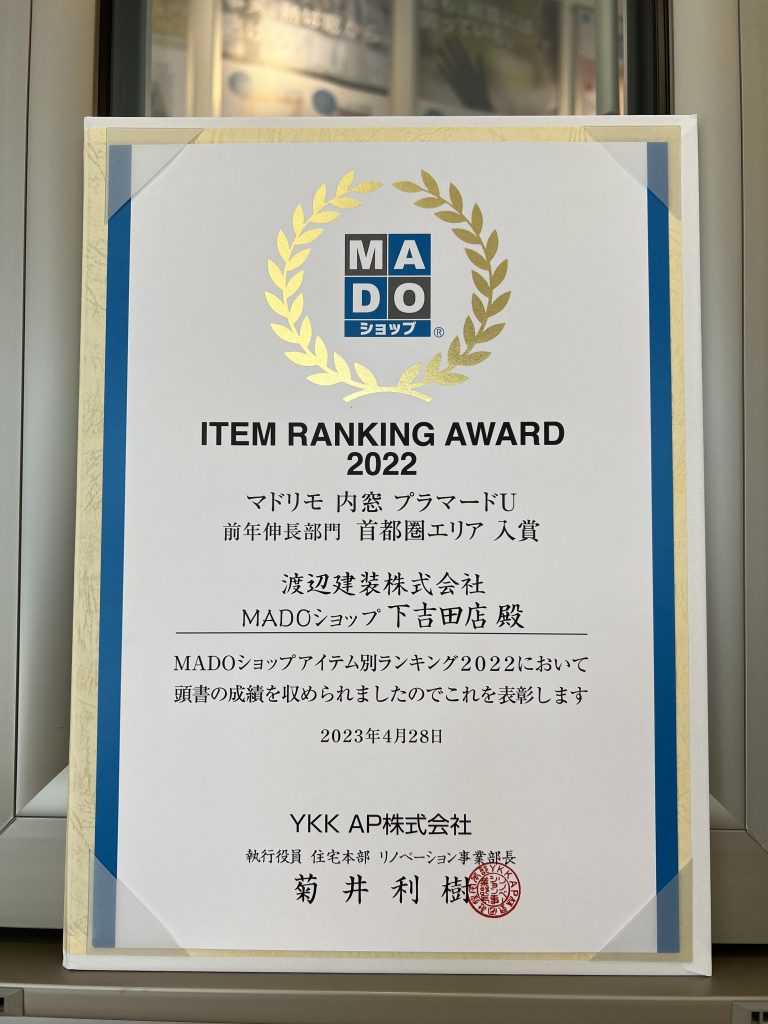 MA
DO
ショップ
®
ITEM RANKING AWARD
2022
マドリモ 内窓 プラマードU
前年伸長部門 首都圏エリア 入賞
渡辺建装株式会社
MADOショップ 下吉田店 殿
MADOショップアイテム別ランキング2022において
頭書の成績を収められましたのでこれを表彰します
2023年4月28日
YKK AP株式会社
執行役員 住宅本部 リノベーション事業部長
菊井利樹